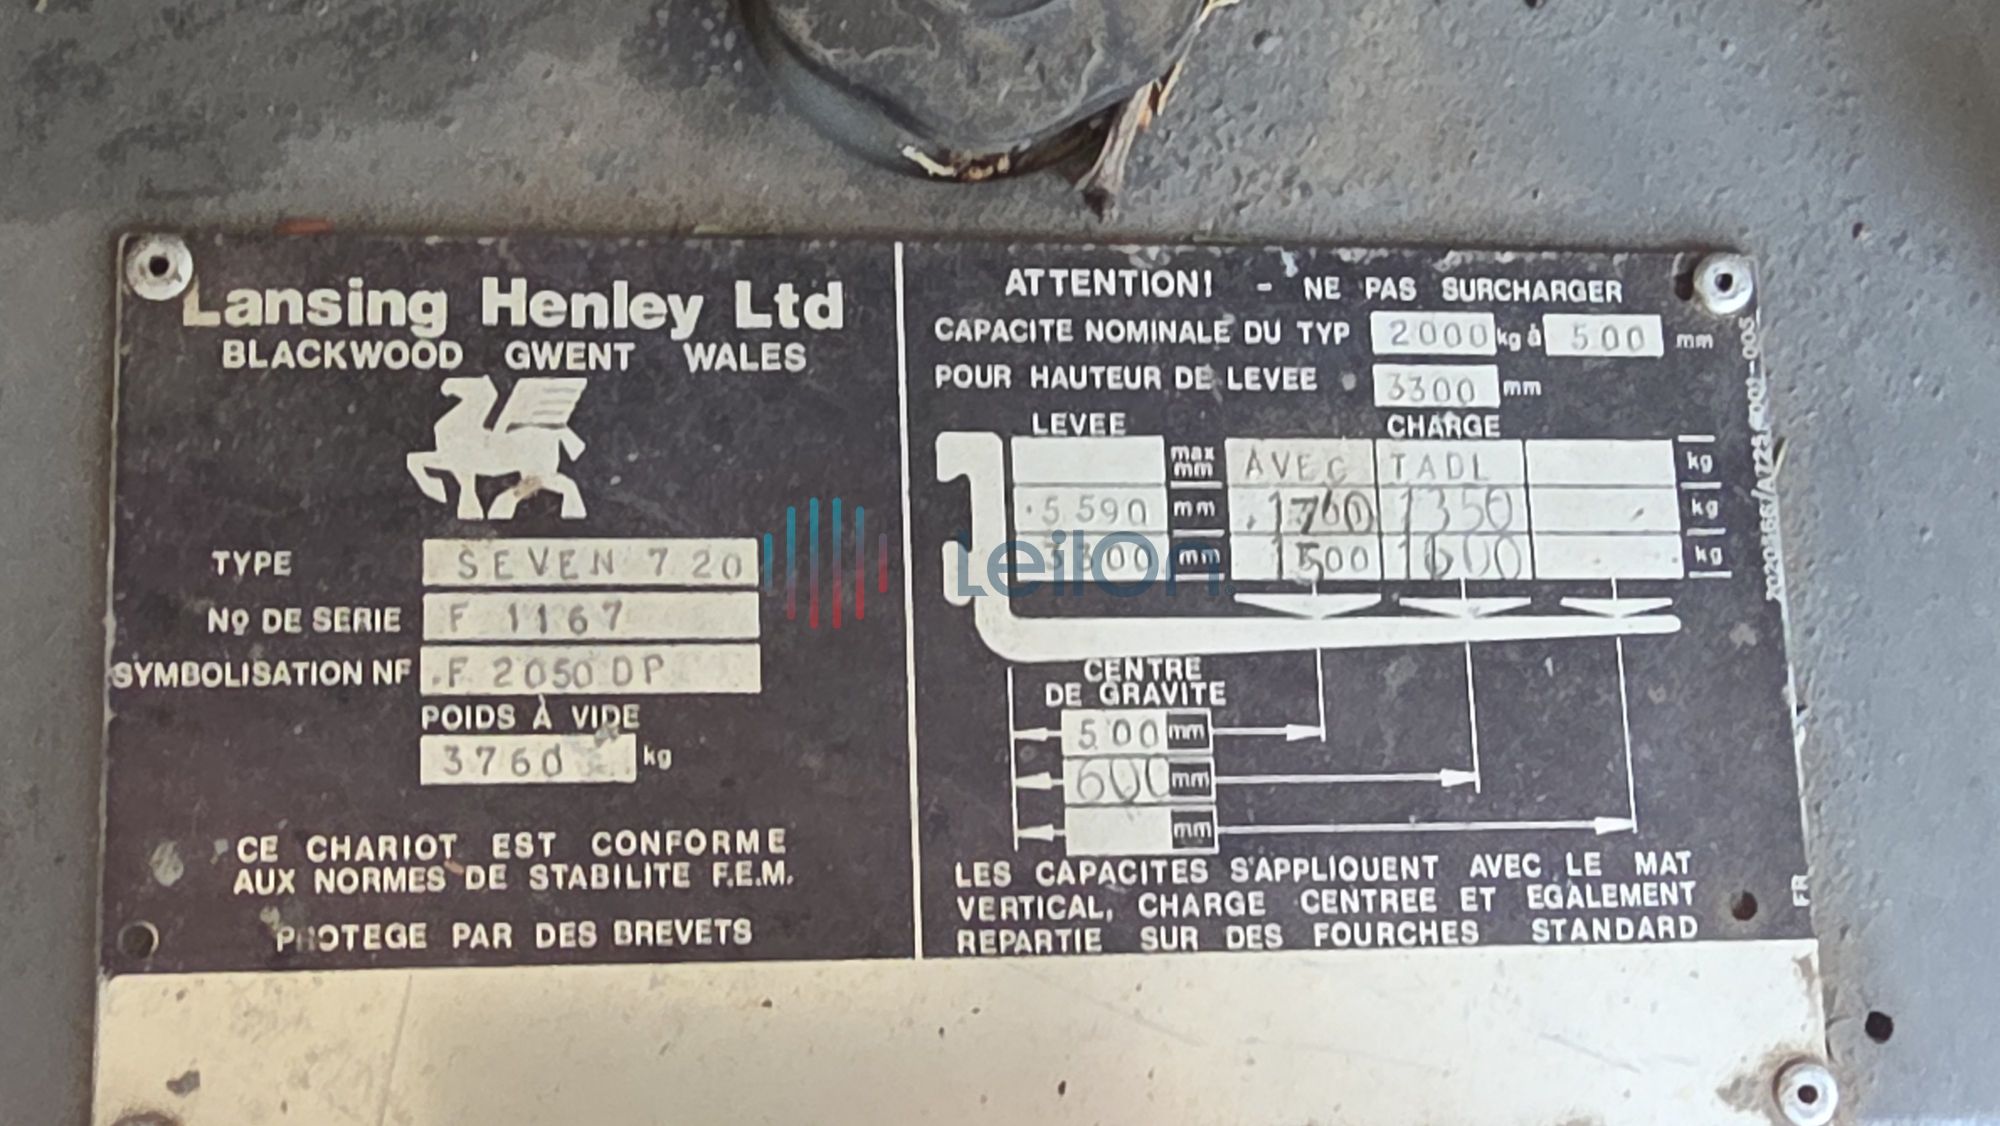 Lansing Henley Ltd
BLACKWOOD GWENT WALES
TYPE SEVEN 720
Nº DE SERIE F 1167
SYMBOLISATION NF F 2050 DP
POIDS À VIDE
3760 kg
CE CHARIOT EST CONFORME
AUX NORMES DE STABILITE F.E.M.
PROTEGE PAR DES BREVETS
ATTENTION! - NE PAS SURCHARGER
CAPACITE NOMINALE DU TYP 2000 kg à 500 mm
POUR HAUTEUR DE LEVEE 3300 mm
LEVEE CHARGE
max mm AVEC TADL kg
5590 mm 1350 kg
3300 mm 1600 kg
CENTRE
DE GRAVITE
500 mm
600 mm
mm
LES CAPACITES S'APPLIQUENT AVEC LE MAT
VERTICAL, CHARGE CENTREE ET EGALEMENT
REPARTIE SUR DES FOURCHES STANDARD
FR
LeilOn.